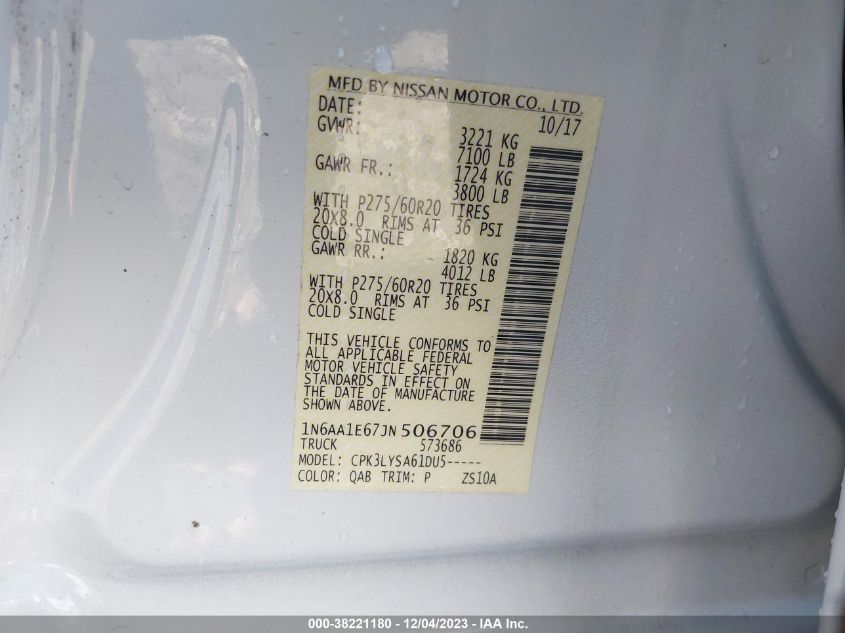 MFD BY NISSAN MOTOR CO., LTD.
DATE: 10/17
GVWR: 3221 KG
7100 LB
GAWR FR.: 1724 KG
3800 LB
WITH P275/60R20 TIRES
20X8.0 RIMS AT 36 PSI
COLD SINGLE
GAWR RR.: 1820 KG
4012 LB
WITH P275/60R20 TIRES
20X8.0 RIMS AT 36 PSI
COLD SINGLE
THIS VEHICLE CONFORMS TO
ALL APPLICABLE FEDERAL
MOTOR VEHICLE SAFETY
STANDARDS IN EFFECT ON
THE DATE OF MANUFACTURE
SHOWN ABOVE.
1N6AA1E67JN506706
TRUCK 573686
MODEL: CPK3LYSA61DU5-----
COLOR: QAB TRIM: P ZS10A
000-38221180 - 12/04/2023 - IAA Inc.